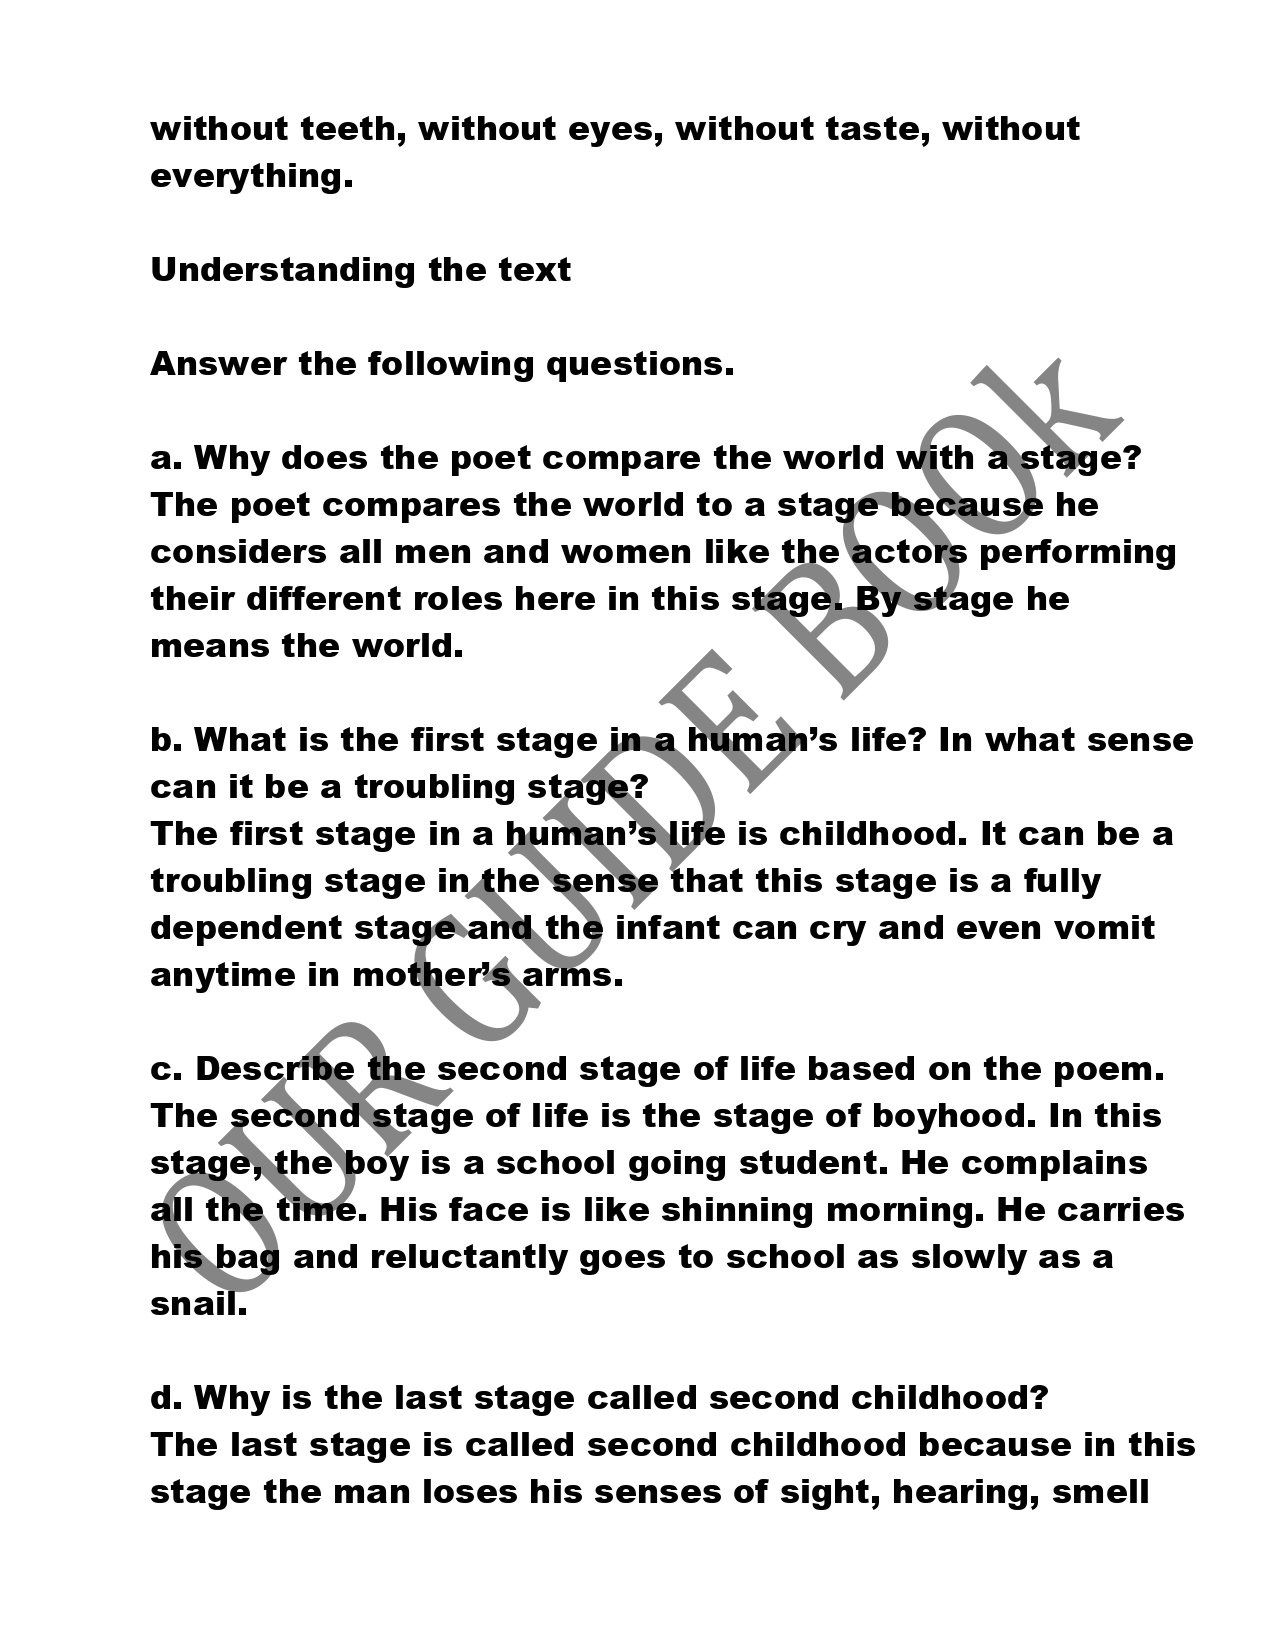 without teeth, without eyes, without taste, without
everything.
Understanding the text
Answer the following questions.
a. Why does the poet compare the world with a stage?
The poet compares the world to a stage because he
considers all men and women like the actors performing
their different roles here in this stage. By stage he
means the world.
b. What is the first stage in a human’s life? In what sense
can it be a troubling stage?
The first stage in a human’s life is childhood. It can be a
troubling stage in the sense that this stage is a fully
dependent stage and the infant can cry and even vomit
anytime in mother’s arms.
c. Describe the second stage of life based on the poem.
The second stage of life is the stage of boyhood. In this
stage, the boy is a school going student. He complains
all the time. His face is like shinning morning. He carries
his bag and reluctantly goes to school as slowly as a
snail.
d. Why is the last stage called second childhood?
The last stage is called second childhood because in this
stage the man loses his senses of sight, hearing, smell
OUR GUIDE BOOk